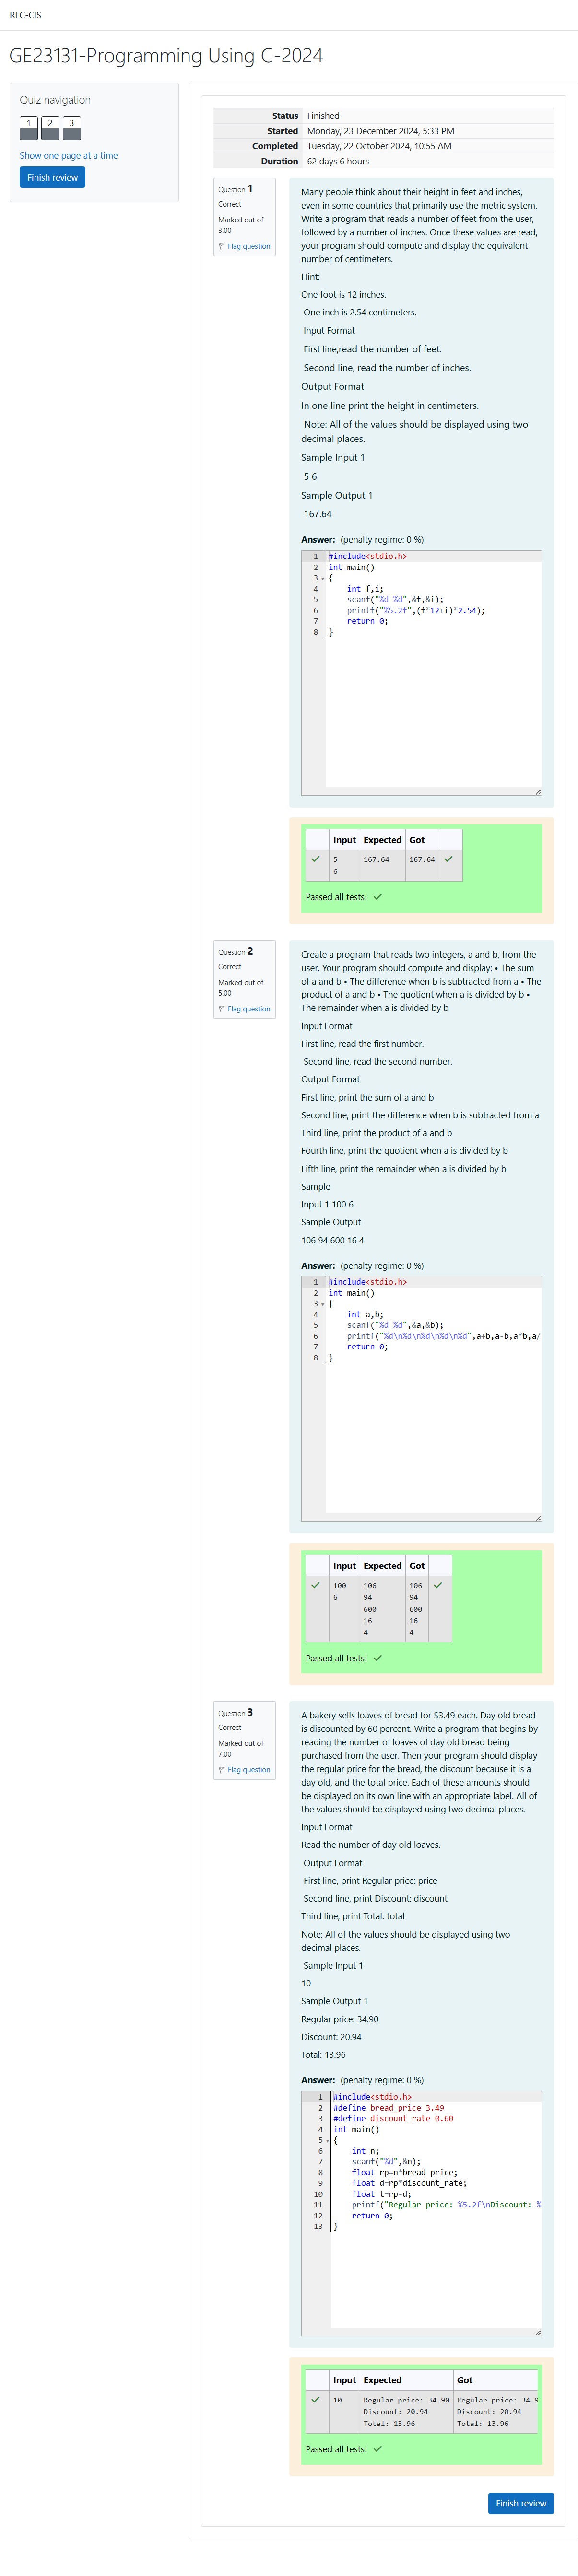 REC-CIS
GE23131-Programming Using C-2024
Quiz navigation
1 2 3
Show one page at a time
Finish review
Status Finished
Started Monday, 23 December 2024, 5:33 PM
Completed Tuesday, 22 October 2024, 10:55 AM
Duration 62 days 6 hours
Question 1
Correct
Marked out of
3.00
Flag question
Many people think about their height in feet and inches,
even in some countries that primarily use the metric system.
Write a program that reads a number of feet from the user,
followed by a number of inches. Once these values are read,
your program should compute and display the equivalent
number of centimeters.
Hint:
One foot is 12 inches.
One inch is 2.54 centimeters.
Input Format
First line,read the number of feet.
Second line, read the number of inches.
Output Format
In one line print the height in centimeters.
Note: All of the values should be displayed using two
decimal places.
Sample Input 1
5 6
Sample Output 1
167.64
Answer: (penalty regime: 0 %)
1 #include<stdio.h>
2 int main()
3 {
4 int f,i;
5 scanf("%d %d",&f,&i);
6 printf("%5.2f",(f*12+i)*2.54);
7 return 0;
8 }
Input Expected Got
5 167.64 167.64
6
Passed all tests!
Question 2
Correct
Marked out of
5.00
Flag question
Create a program that reads two integers, a and b, from the
user. Your program should compute and display: • The sum
of a and b • The difference when b is subtracted from a • The
product of a and b • The quotient when a is divided by b •
The remainder when a is divided by b
Input Format
First line, read the first number.
Second line, read the second number.
Output Format
First line, print the sum of a and b
Second line, print the difference when b is subtracted from a
Third line, print the product of a and b
Fourth line, print the quotient when a is divided by b
Fifth line, print the remainder when a is divided by b
Sample
Input 1 100 6
Sample Output
106 94 600 16 4
Answer: (penalty regime: 0 %)
1 #include<stdio.h>
2 int main()
3 {
4 int a,b;
5 scanf("%d %d",&a,&b);
6 printf("%d\n%d\n%d\n%d\n%d",a+b,a-b,a*b,a/
7 return 0;
8 }
Input Expected Got
100 106 106
6 94 94
600 600
16 16
4 4
Passed all tests!
Question 3
Correct
Marked out of
7.00
Flag question
A bakery sells loaves of bread for $3.49 each. Day old bread
is discounted by 60 percent. Write a program that begins by
reading the number of loaves of day old bread being
purchased from the user. Then your program should display
the regular price for the bread, the discount because it is a
day old, and the total price. Each of these amounts should
be displayed on its own line with an appropriate label. All of
the values should be displayed using two decimal places.
Input Format
Read the number of day old loaves.
Output Format
First line, print Regular price: price
Second line, print Discount: discount
Third line, print Total: total
Note: All of the values should be displayed using two
decimal places.
Sample Input 1
10
Sample Output 1
Regular price: 34.90
Discount: 20.94
Total: 13.96
Answer: (penalty regime: 0 %)
1 #include<stdio.h>
2 #define bread_price 3.49
3 #define discount_rate 0.60
4 int main()
5 {
6 int n;
7 scanf("%d",&n);
8 float rp=n*bread_price;
9 float d=rp*discount_rate;
10 float t=rp-d;
11 printf("Regular price: %5.2f\nDiscount: %
12 return 0;
13 }
Input Expected Got
10 Regular price: 34.90 Regular price: 34.9
Discount: 20.94 Discount: 20.94
Total: 13.96 Total: 13.96
Passed all tests!
Finish review